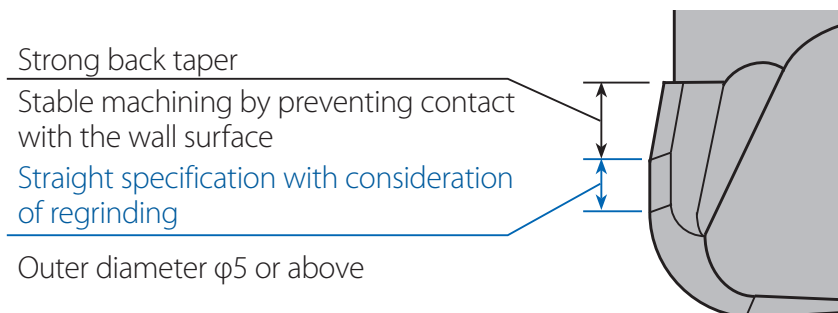 Strong back taper
Stable machining by preventing contact
with the wall surface
Straight specification with consideration
of regrinding
Outer diameter φ5 or above